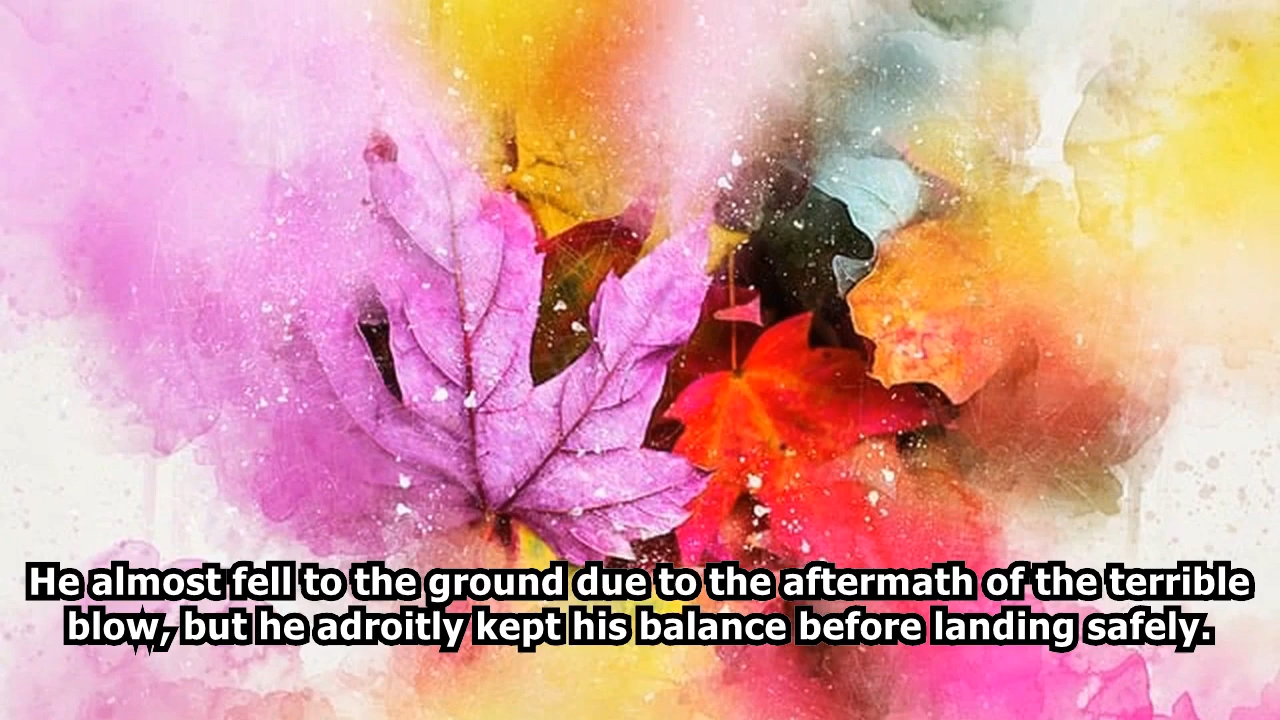 He almost fell to the ground due to the aftermath of the terrible
blow, but he adroitly kept his balance before landing safely.